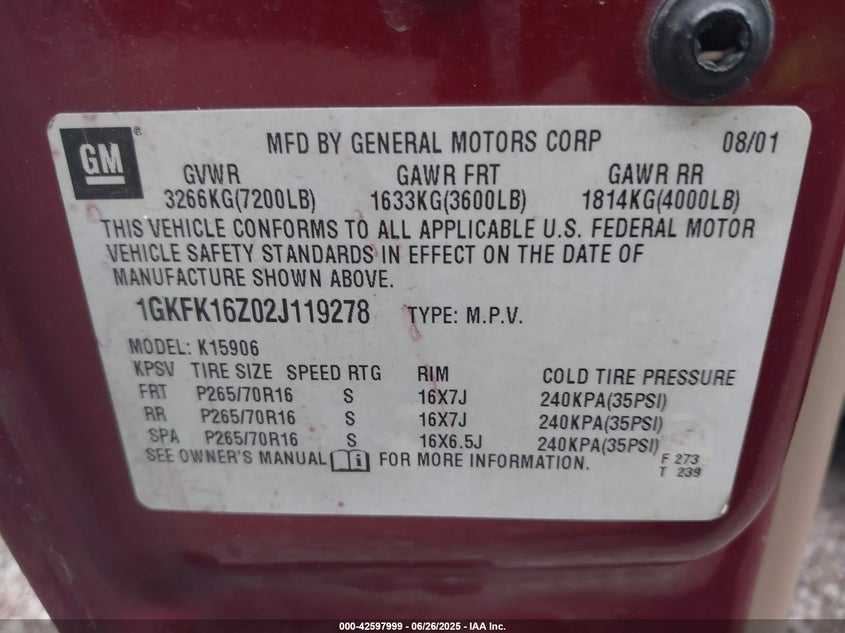 GM ®
MFD BY GENERAL MOTORS CORP 08/01
GVWR GAWR FRT GAWR RR
3266KG(7200LB) 1633KG(3600LB) 1814KG(4000LB)
THIS VEHICLE CONFORMS TO ALL APPLICABLE U.S. FEDERAL MOTOR
VEHICLE SAFETY STANDARDS IN EFFECT ON THE DATE OF
MANUFACTURE SHOWN ABOVE.
1GKFK16Z02J119278 TYPE: M.P.V.
MODEL: K15906
KPSV TIRE SIZE SPEED RTG RIM COLD TIRE PRESSURE
FRT P265/70R16 S 16X7J 240KPA(35PSI)
RR P265/70R16 S 16X7J 240KPA(35PSI)
SPA P265/70R16 S 16X6.5J 240KPA(35PSI)
SEE OWNER'S MANUAL i FOR MORE INFORMATION.
F 273
T 239
000-42597999 | 06/26/2025 - IAA Inc.